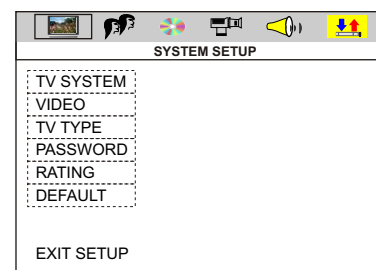 SYSTEM SETUP
TV SYSTEM
VIDEO
TV TYPE
PASSWORD
RATING
DEFAULT
EXIT SETUP